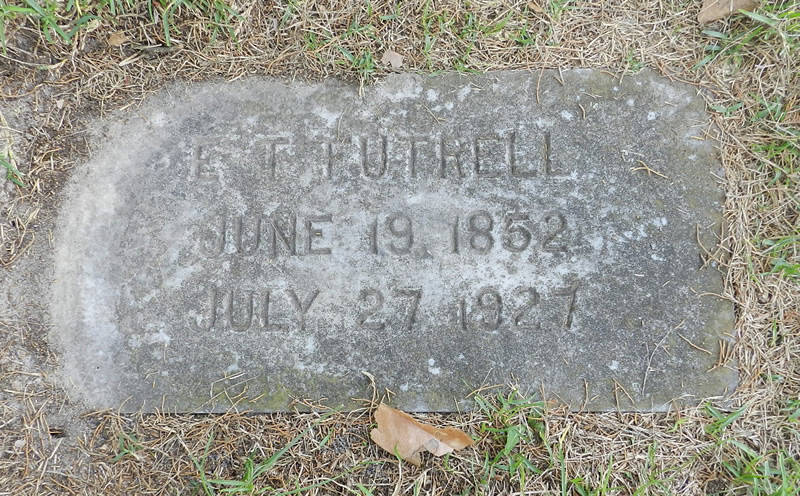 E T FUTRELL
JUNE 19, 1852
JULY 27 1927